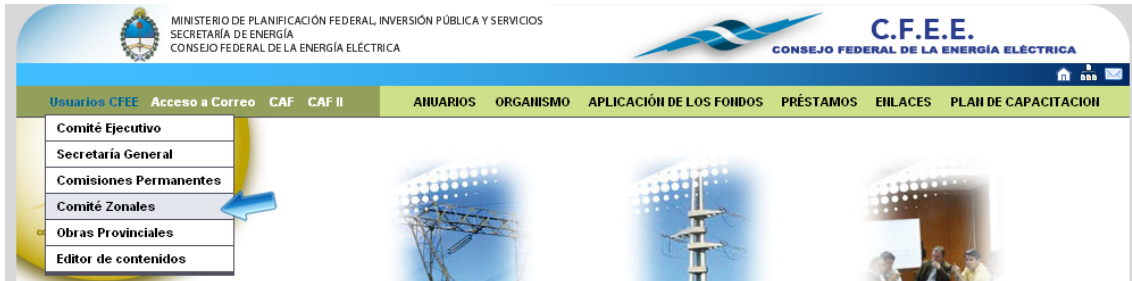 MINISTERIO DE PLANIFICACIÓN FEDERAL, INVERSIÓN PÚBLICA Y SERVICIOS
SECRETARÍA DE ENERGÍA
CONSEJO FEDERAL DE LA ENERGÍA ELÉCTRICA
C.F.E.E.
CONSEJO FEDERAL DE LA ENERGÍA ELÉCTRICA
Usuarios CFEE Acceso a Correo CAF CAF II ANUARIOS ORGANISMO APLICACIÓN DE LOS FONDOS PRÉSTAMOS ENLACES PLAN DE CAPACITACION
Comité Ejecutivo
Secretaría General
Comisiones Permanentes
Comité Zonales
Obras Provinciales
Editor de contenidos